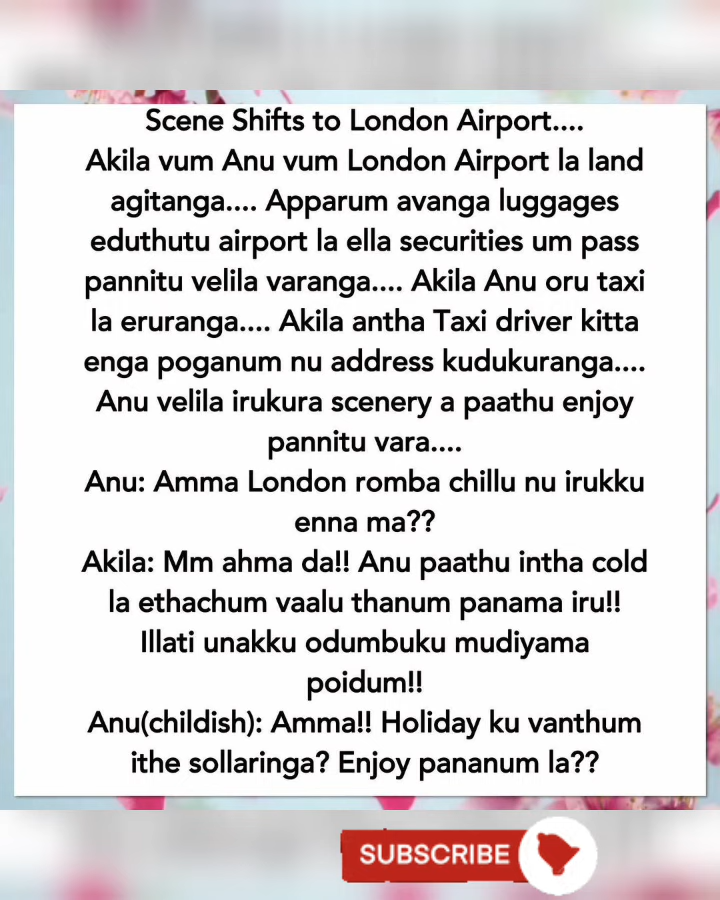 Scene Shifts to London Airport....
Akila vum Anu vum London Airport la land
agitanga.... Apparum avanga luggages
eduthutu airport la ella securities um pass
pannitu velila varanga.... Akila Anu oru taxi
la eruranga.... Akila antha Taxi driver kitta
enga poganum nu address kudukuranga....
Anu velila irukura scenery a paathu enjoy
pannitu vara....
Anu: Amma London romba chillu nu irukku
enna ma??
Akila: Mm ahma da!! Anu paathu intha cold
la ethachum vaalu thanum panama iru!!
Illati unakku odumbuku mudiyama
poidum!!
Anu(childish): Amma!! Holiday ku vanthum
ithe sollaringa? Enjoy pananum la??
SUBSCRIBE